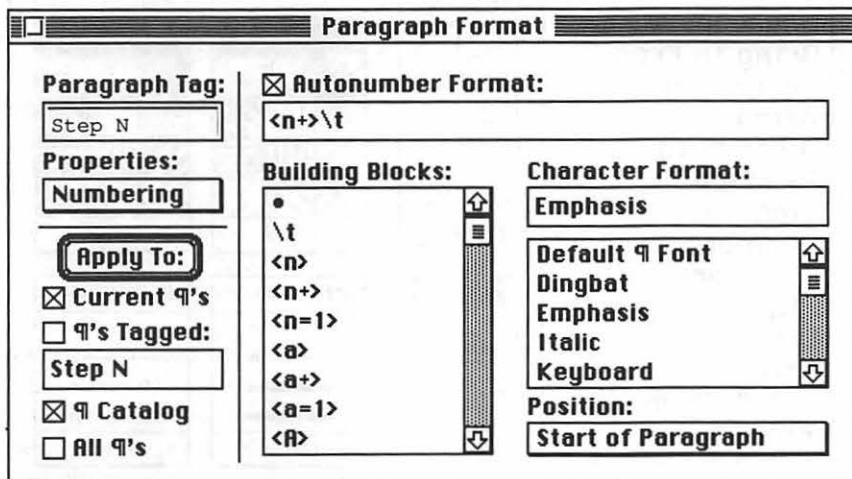 Paragraph Format
Paragraph Tag:
Step N
Properties:
Numbering
Apply To:
Current ¶'s
¶'s Tagged:
Step N
¶ Catalog
All ¶'s
Autonumber Format:
<n+>\t
Building Blocks:
•
\t
<n>
<n+>
<n=1>
<a>
<a+>
<a=1>
<A>
Character Format:
Emphasis
Default ¶ Font
Dingbat
Emphasis
Italic
Keyboard
Position:
Start of Paragraph